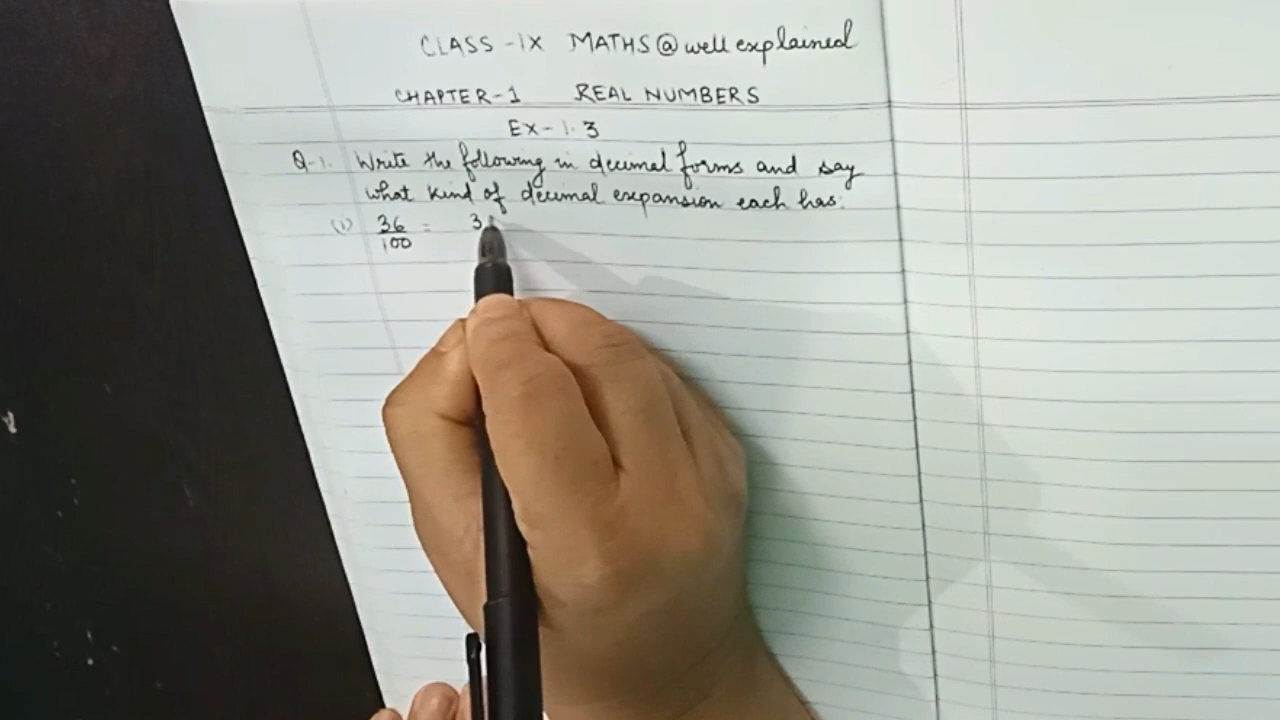 CLASS-IX MATHS@well explained
CHAPTER-1 REAL NUMBERS
EX-1.3
Q-1. Write the following in decimal forms and say
what kind of decimal expansion each has:
(i) 36/100 = 3